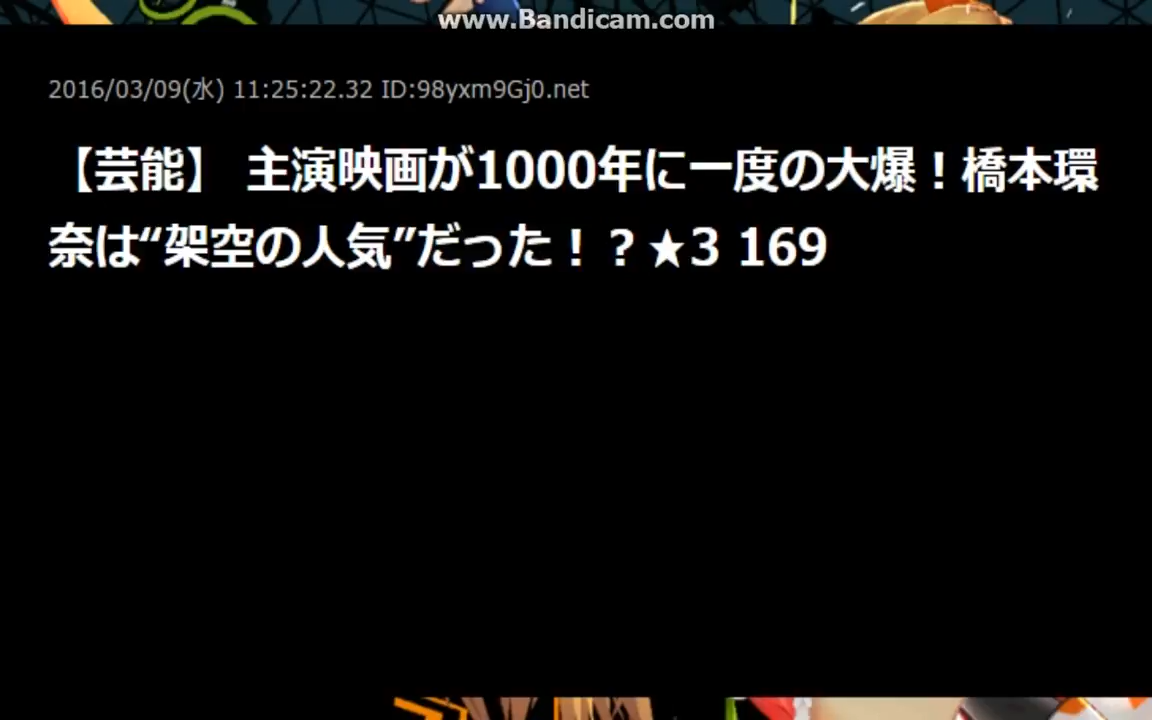 www.Bandicam.com
2016/03/09(水) 11:25:22.32 ID:98yxm9Gj0.net
【芸能】 主演映画が1000年に一度の大爆！橋本環
奈は“架空の人気”だった！？★3 169